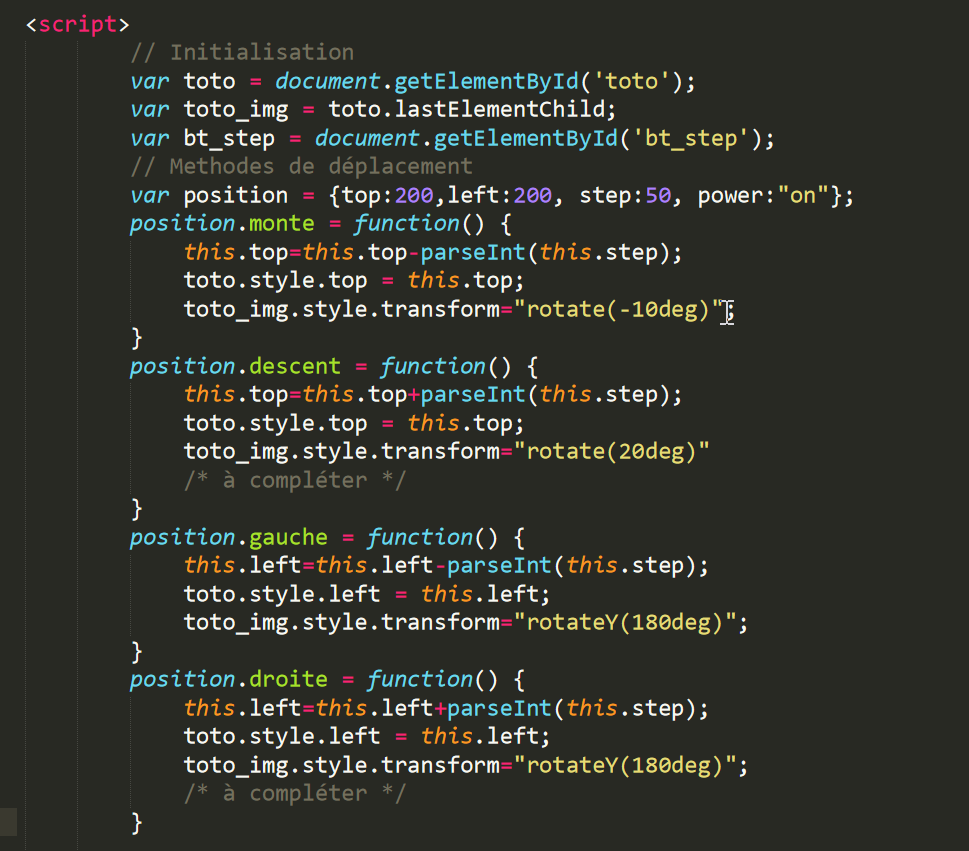 <script>
// Initialisation
var toto = document.getElementById('toto');
var toto_img = toto.lastElementChild;
var bt_step = document.getElementById('bt_step');
// Methodes de déplacement
var position = {top:200,left:200, step:50, power:"on"};
position.monte = function() {
this.top=this.top-parseInt(this.step);
toto.style.top = this.top;
toto_img.style.transform="rotate(-10deg)";
}
position.descent = function() {
this.top=this.top+parseInt(this.step);
toto.style.top = this.top;
toto_img.style.transform="rotate(20deg)"
/* à compléter */
}
position.gauche = function() {
this.left=this.left-parseInt(this.step);
toto.style.left = this.left;
toto_img.style.transform="rotateY(180deg)";
}
position.droite = function() {
this.left=this.left+parseInt(this.step);
toto.style.left = this.left;
toto_img.style.transform="rotateY(180deg)";
/* à compléter */
}